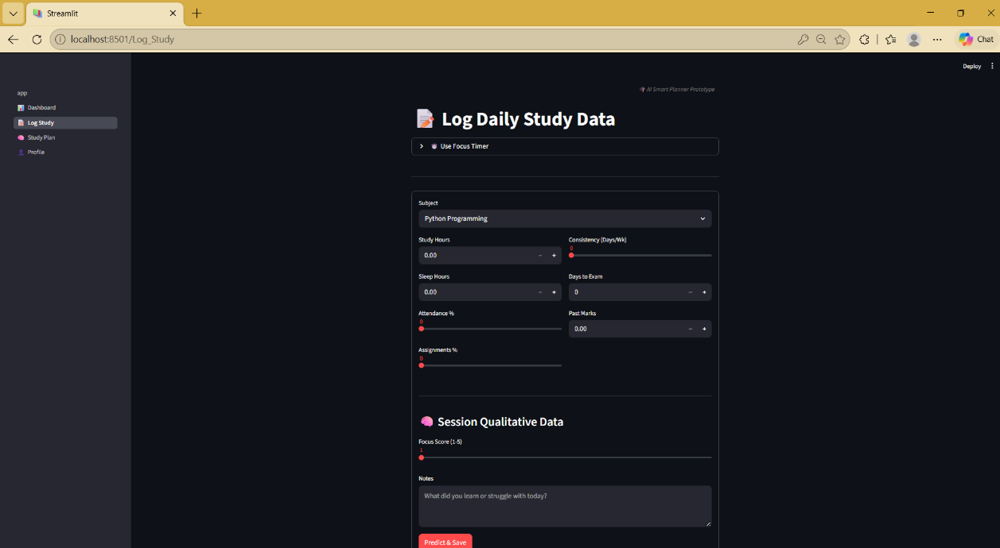 Streamlit
localhost:8501/Log_Study
Chat
Deploy
app
Dashboard
Log Study
Study Plan
Profile
AI Smart Planner Prototype
Log Daily Study Data
Use Focus Timer
Subject
Python Programming
Study Hours
Consistency (Days/Wk)
0.00
0
Sleep Hours
Days to Exam
0.00
0
Attendance %
Past Marks
0
0.00
Assignments %
0
Session Qualitative Data
Focus Score (1-5)
1
Notes
What did you learn or struggle with today?
Predict & Save